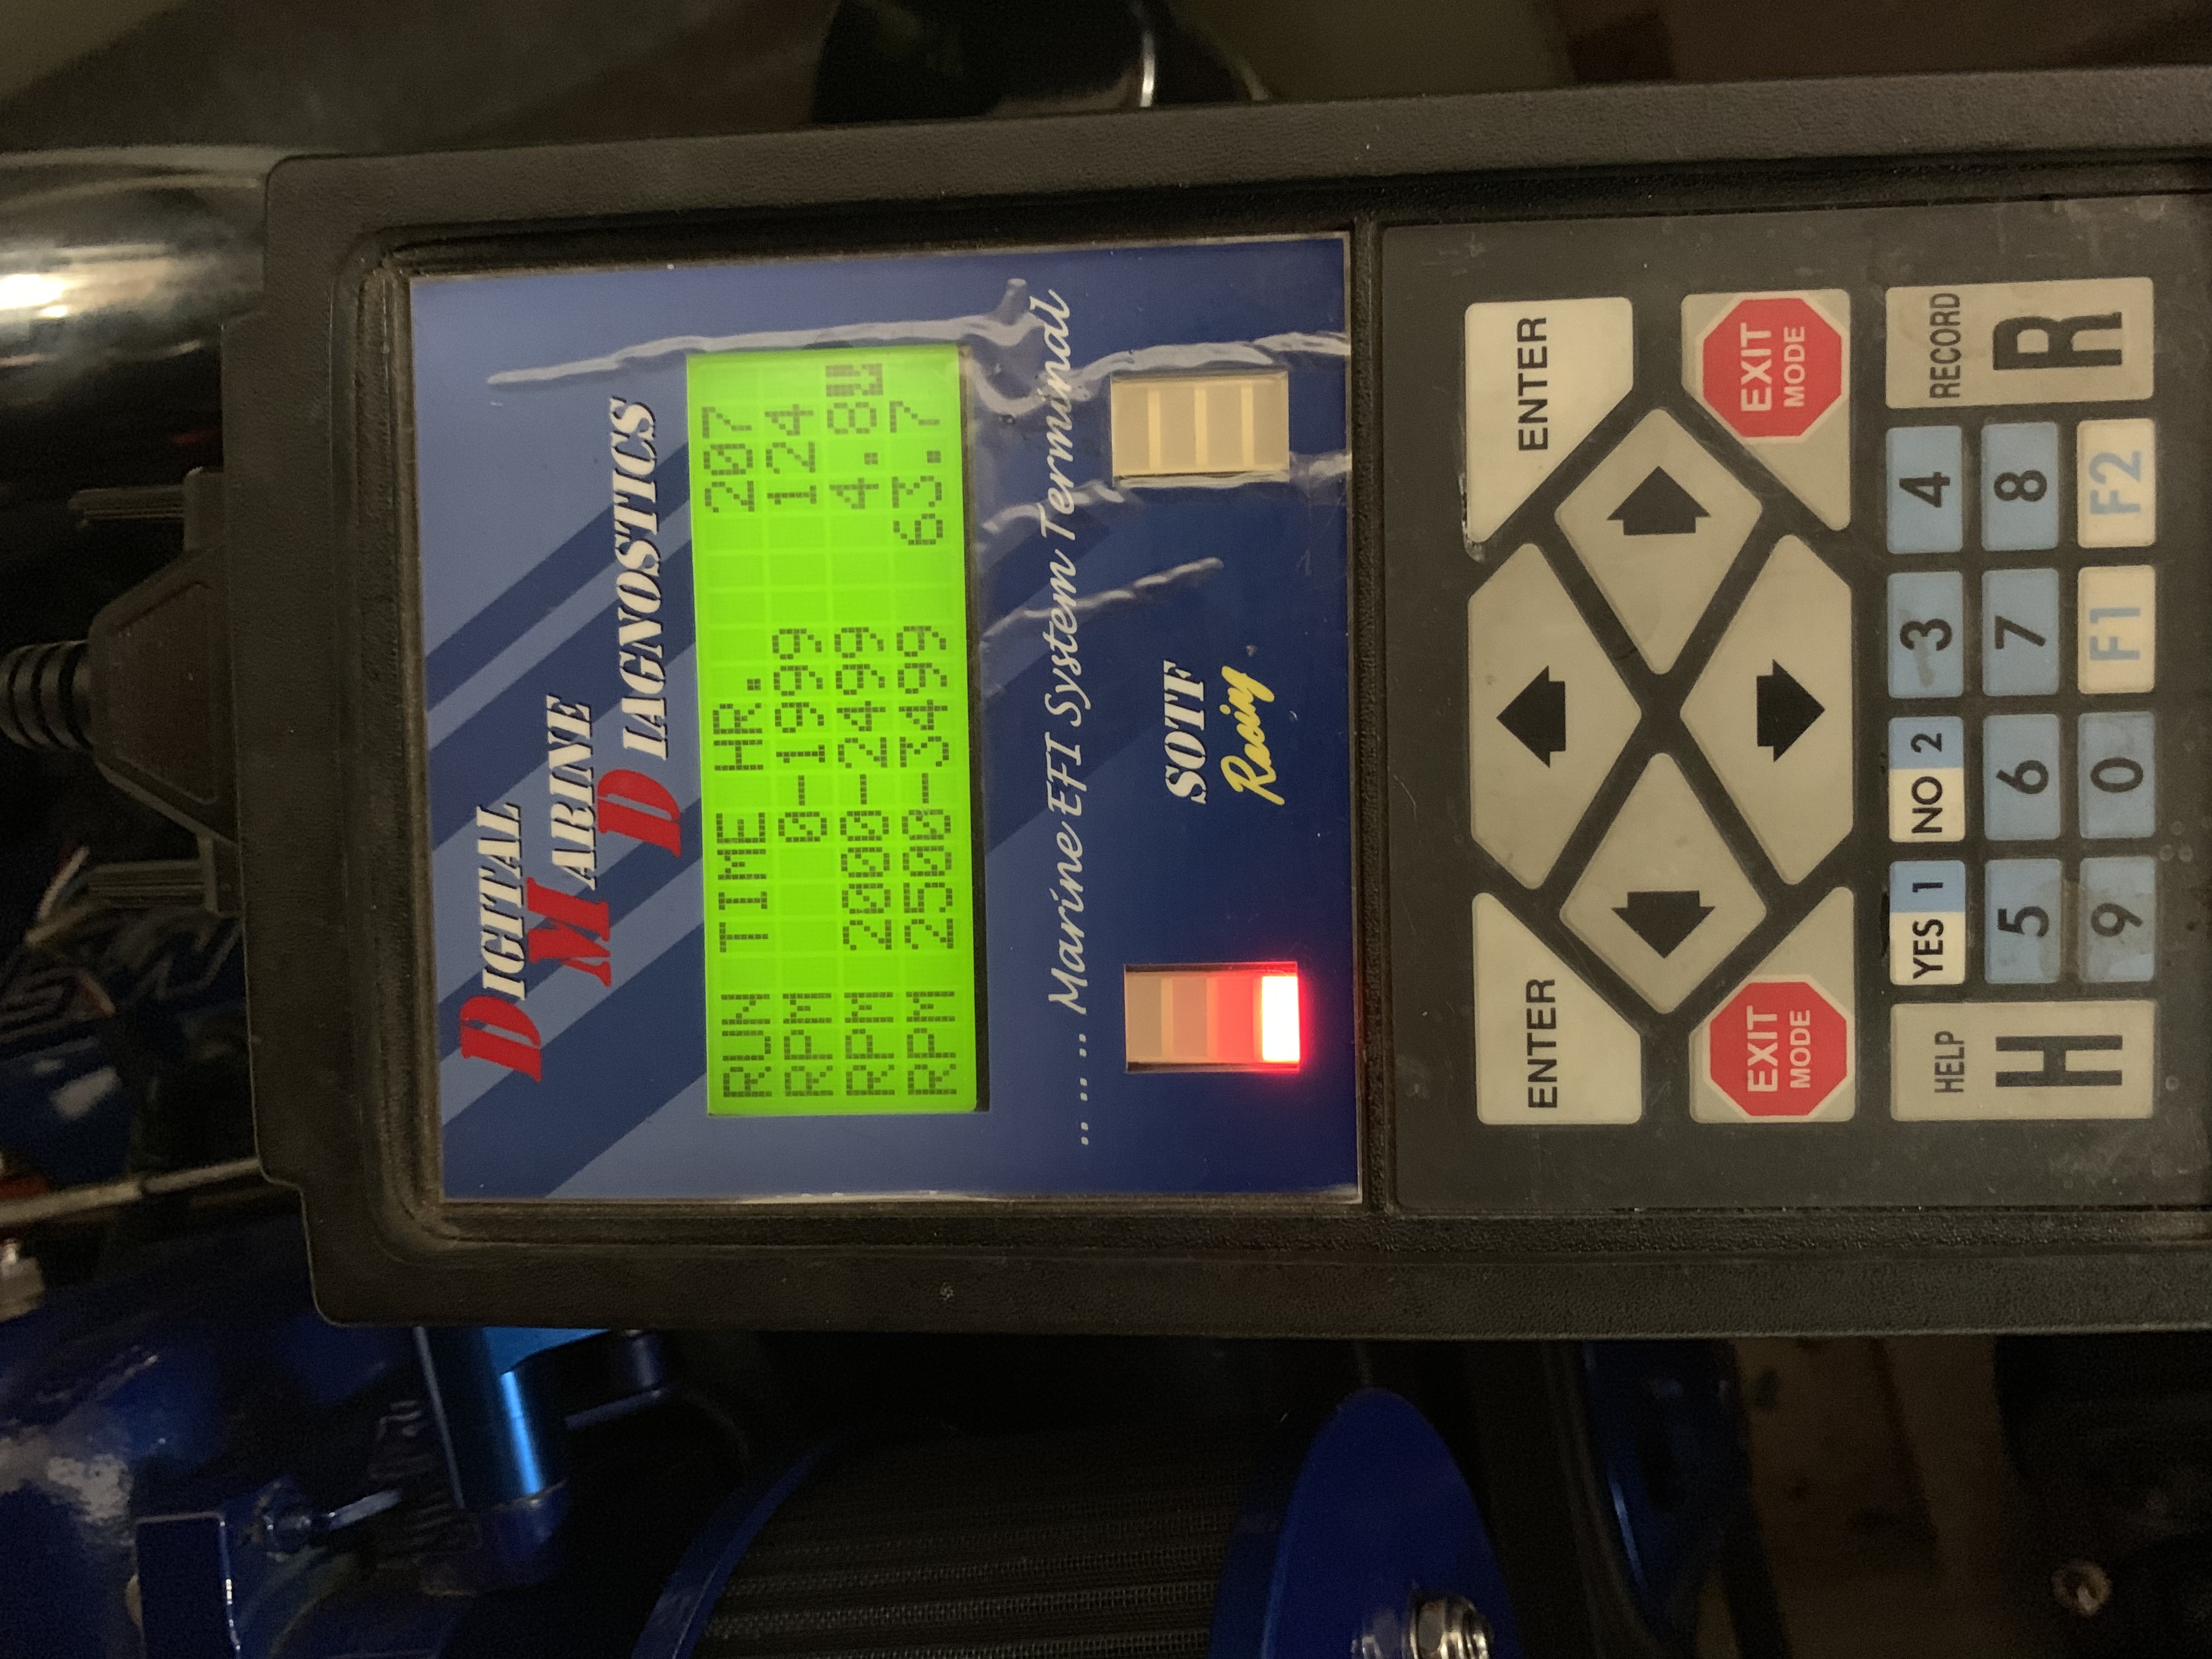 DIGITAL
MARINE
DIAGNOSTICS
RUN TIME HR. 207
RPM 0-1999 124
RPM 2000-2499 4.8
RPM 2500-3499 63.7
.. .. .. .. Marine EFI System Terminal
SOTF
Racing
ENTER ENTER
EXIT MODE EXIT MODE
HELP H YES 1 NO 2 3 4 RECORD R
5 6 7 8
9 0 F1 F2